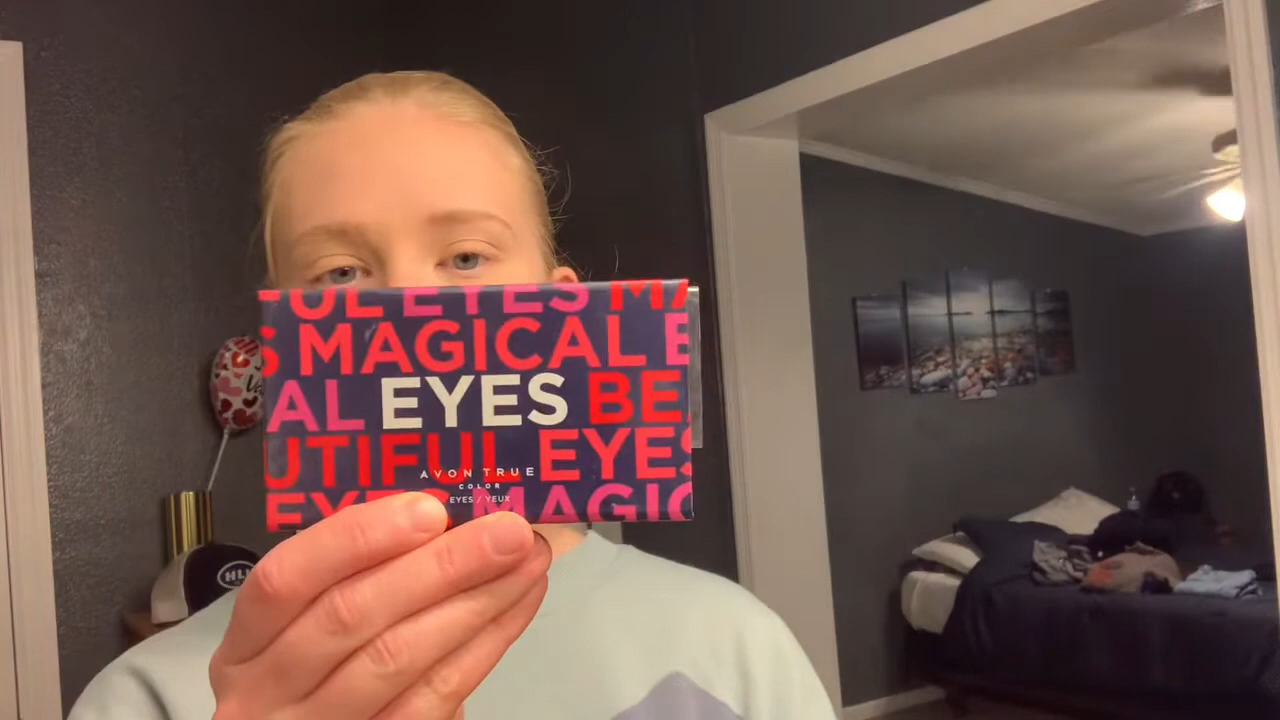 UL EYES MA
S MAGICAL E
AL EYES BE
UTIFUL EYES
AVON TRUE
COLOR
EYES / YEUX
EYES MAGIC